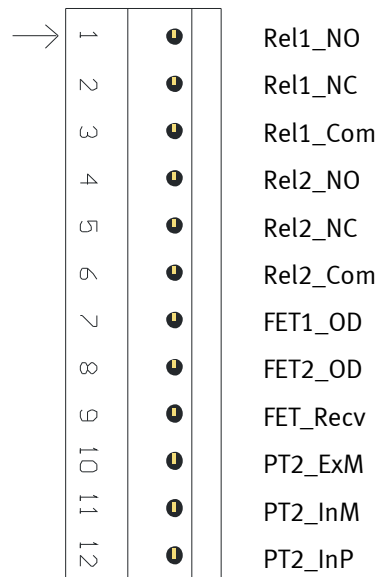 1 Rel1_NO
2 Rel1_NC
3 Rel1_Com
4 Rel2_NO
5 Rel2_NC
6 Rel2_Com
7 FET1_OD
8 FET2_OD
9 FET_Recv
10 PT2_ExM
11 PT2_InM
12 PT2_InP